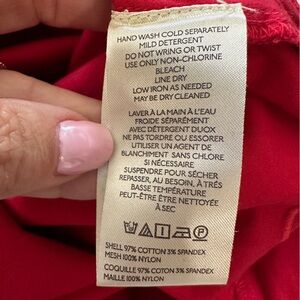 HAND WASH COLD SEPARATELY
MILD DETERGENT
DO NOT WRING OR TWIST
USE ONLY NON-CHLORINE
BLEACH
LINE DRY
LOW IRON AS NEEDED
MAY BE DRY CLEANED
LAVER À LA MAIN À L'EAU
FROIDE SÉPARÉMENT
AVEC DÉTERGENT DUOX
NE PAS TORDRE OU ESSORER
UTILISER UN AGENT DE
BLANCHIMENT SANS CHLORE
SI NÉCESSAIRE
SUSPENDRE POUR SÉCHER
REPASSER, AU BESOIN, À TRÈS
BASSE TEMPÉRATURE
PEUT-ÊTRE ÊTRE NETTOYÉE
À SEC
SHELL 97% COTTON 3% SPANDEX
MESH 100% NYLON
COQUILLE 97% COTON 3% SPANDEX
MAILLE 100% NYLON